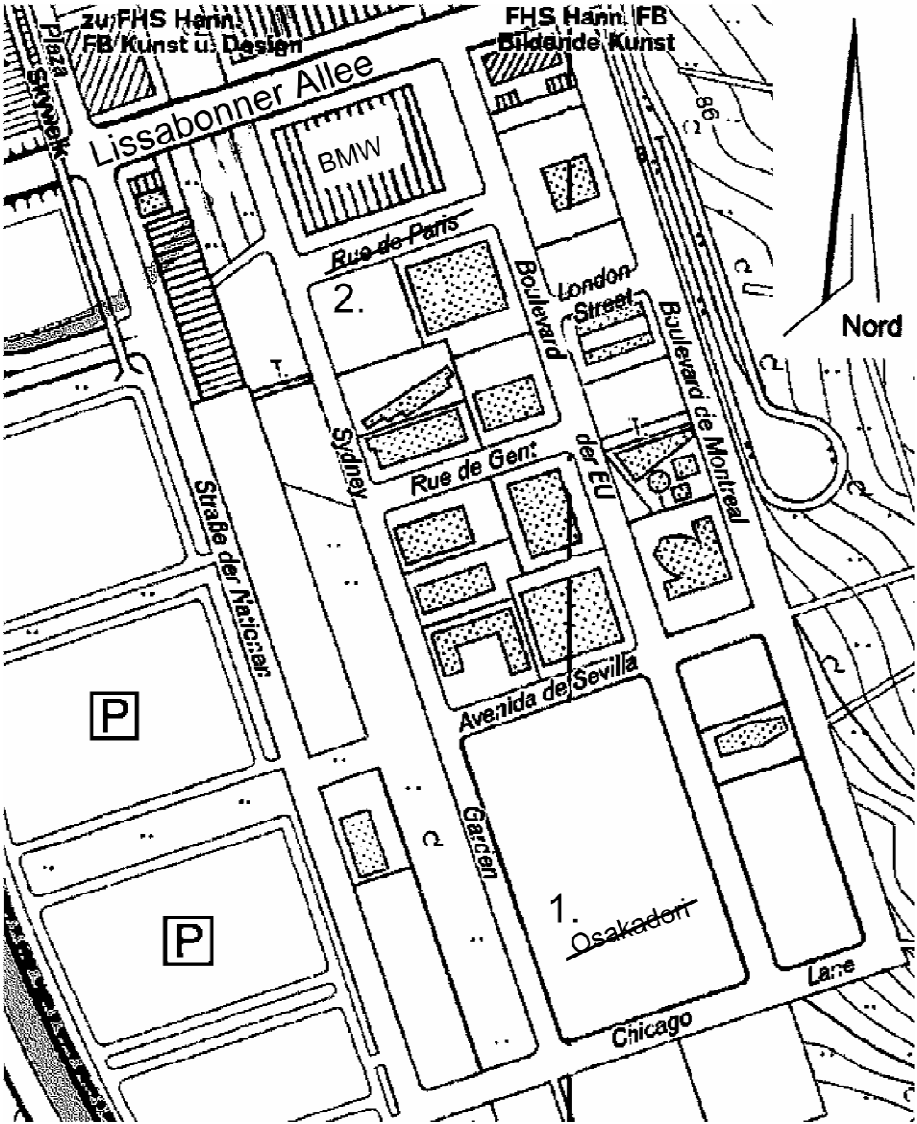 zu FHS Hann.
FB Kunst u. Design
FHS Hann. FB
Bildende Kunst
Plaza
Skywalk
Lissabonner Allee
BMW
86
Rue de Paris
2.
Boulevard
London
Street
Nord
Boulevard de Montreal
T.
T.
Sydney
Rue de Gent
der EU
Straße der Nationen
Avenida de Sevilla
P
Garden
1.
Osakadori
P
Lane
Chicago